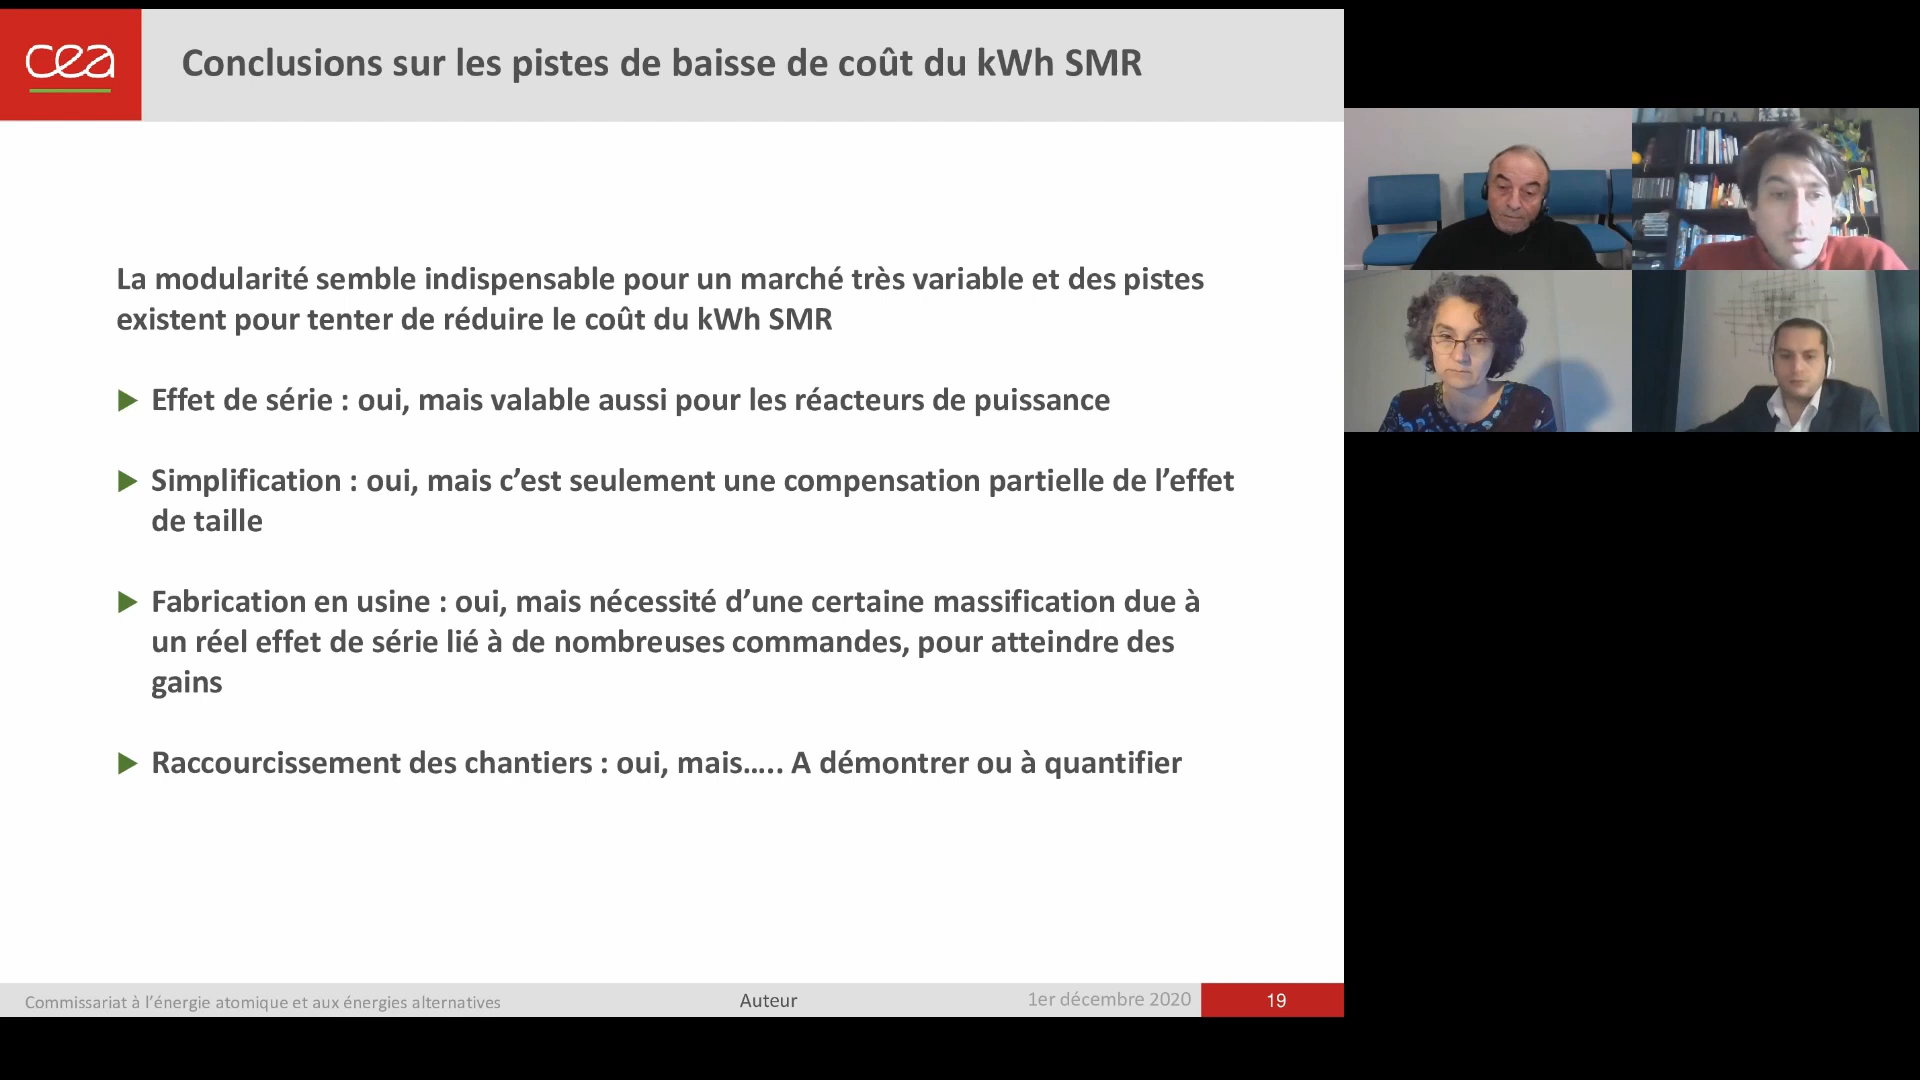 cea
Conclusions sur les pistes de baisse de coût du kWh SMR
La modularité semble indispensable pour un marché très variable et des pistes
existent pour tenter de réduire le coût du kWh SMR
Effet de série : oui, mais valable aussi pour les réacteurs de puissance
Simplification : oui, mais c’est seulement une compensation partielle de l’effet
de taille
Fabrication en usine : oui, mais nécessité d’une certaine massification due à
un réel effet de série lié à de nombreuses commandes, pour atteindre des
gains
Raccourcissement des chantiers : oui, mais….. A démontrer ou à quantifier
Commissariat à l’énergie atomique et aux énergies alternatives
Auteur
1er décembre 2020
19